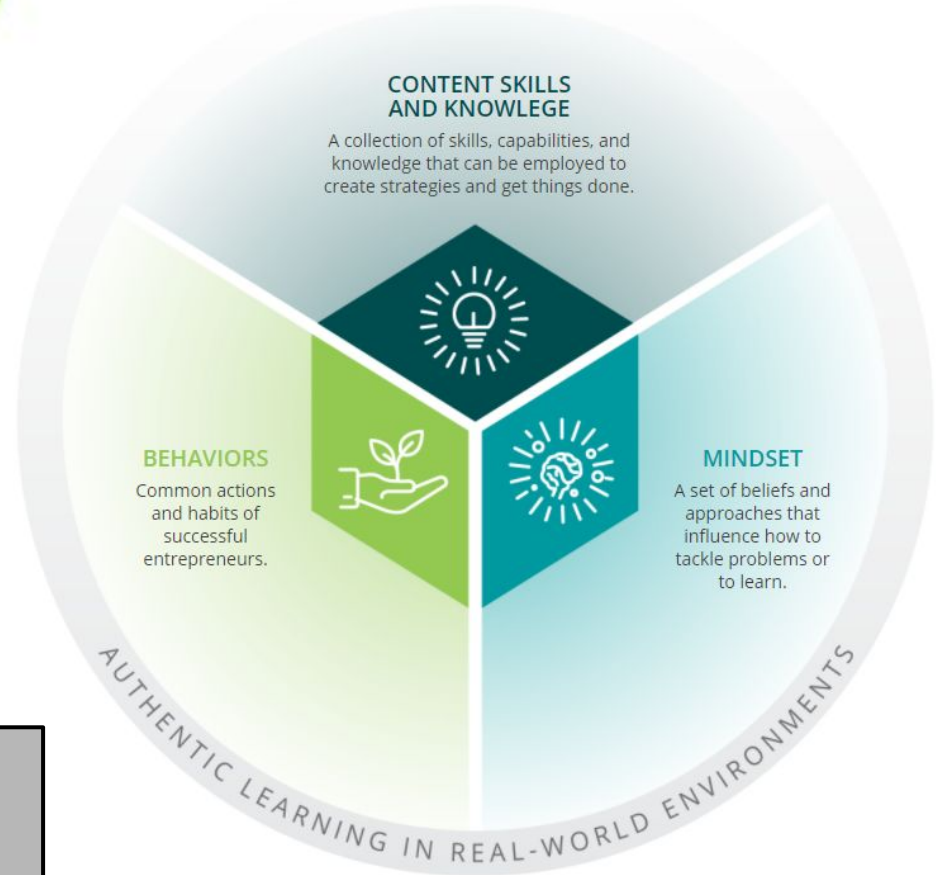 CONTENT SKILLS
AND KNOWLEGE
A collection of skills, capabilities, and
knowledge that can be employed to
create strategies and get things done.
BEHAVIORS
Common actions
and habits of
successful
entrepreneurs.
MINDSET
A set of beliefs and
approaches that
influence how to
tackle problems or
to learn.
AUTHENTIC LEARNING IN REAL-WORLD ENVIRONMENTS